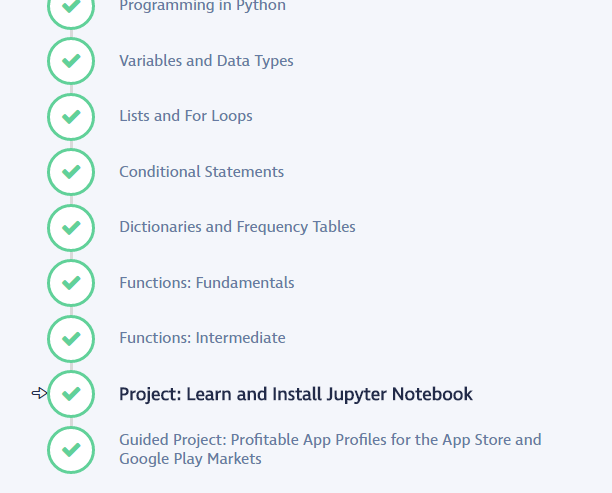 Programming in Python
Variables and Data Types
Lists and For Loops
Conditional Statements
Dictionaries and Frequency Tables
Functions: Fundamentals
Functions: Intermediate
Project: Learn and Install Jupyter Notebook
Guided Project: Profitable App Profiles for the App Store and
Google Play Markets